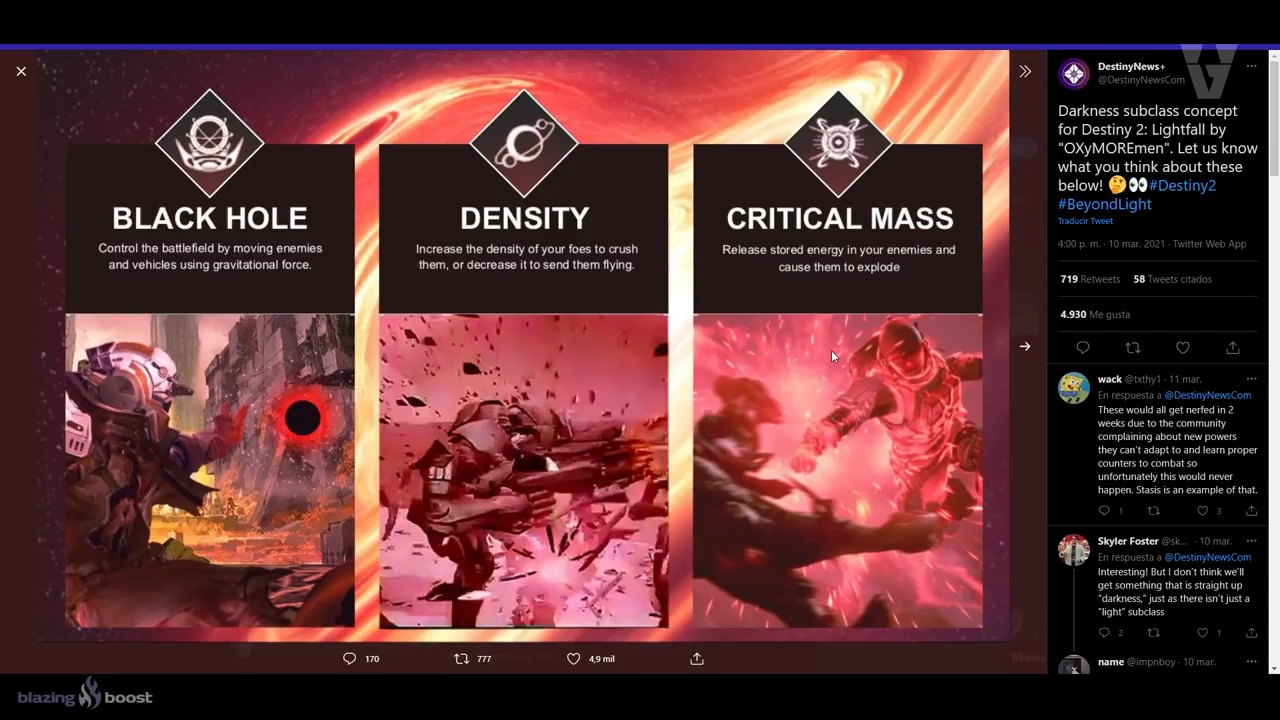 BLACK HOLE
Control the battlefield by moving enemies
and vehicles using gravitational force.
DENSITY
Increase the density of your foes to crush
them, or decrease it to send them flying.
CRITICAL MASS
Release stored energy in your enemies and
cause them to explode
170
777
4,9 mil
DestinyNews+
@DestinyNewsCom
Darkness subclass concept
for Destiny 2: Lightfall by
"OXyMOREmen". Let us know
what you think about these
below! 🤔👀#Destiny2
#BeyondLight
Traducir Tweet
4:00 p. m. · 10 mar. 2021 · Twitter Web App
719 Retweets 58 Tweets citados
4.930 Me gusta
wack @txthy1 · 11 mar.
En respuesta a @DestinyNewsCom
These would all get nerfed in 2
weeks due to the community
complaining about new powers
they can't adapt to and learn proper
counters to combat so
unfortunately this would never
happen. Stasis is an example of that.
1 3
Skyler Foster @sk... · 10 mar.
En respuesta a @DestinyNewsCom
Interesting! But I don't think we'll
get something that is straight up
"darkness," just as there isn't just a
"light" subclass
2 1
name @impnboy · 10 mar.
blazing boost